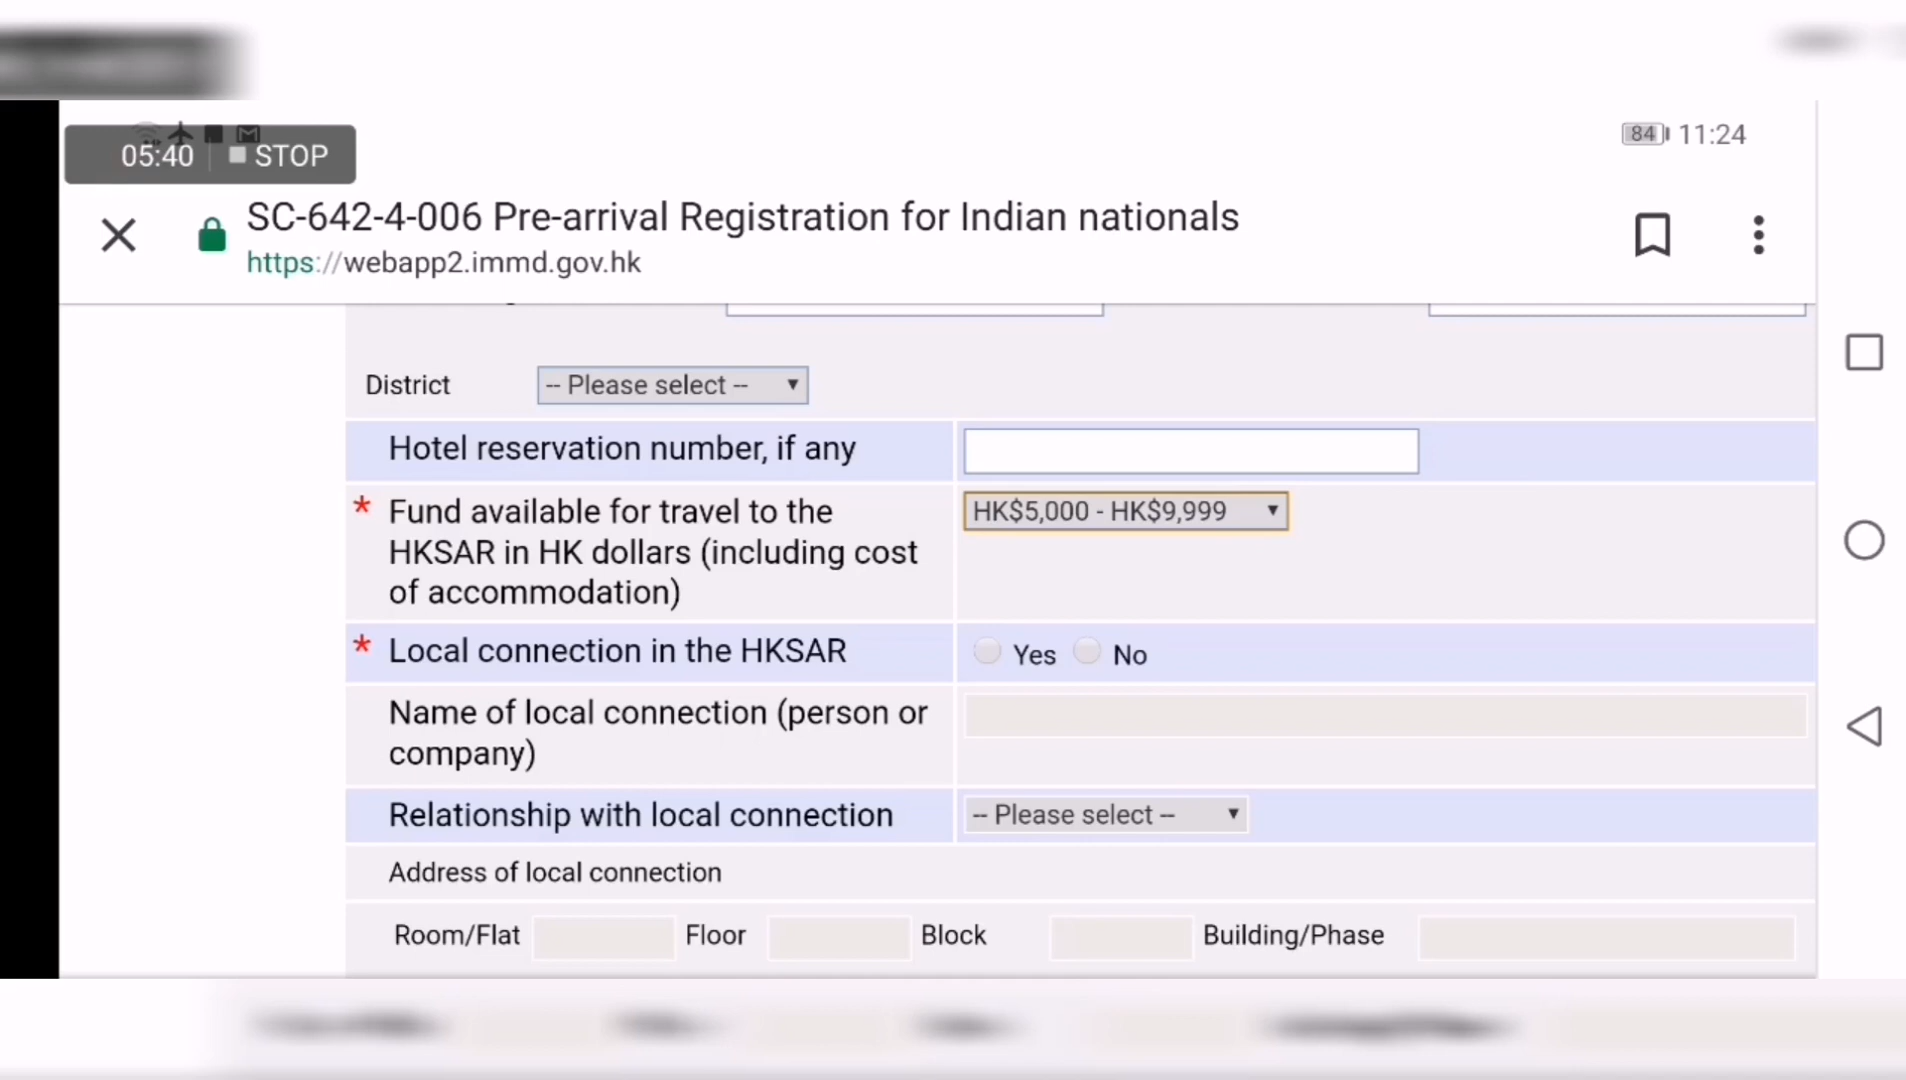 84 11:24
05:40 STOP
SC-642-4-006 Pre-arrival Registration for Indian nationals
https://webapp2.immd.gov.hk
District -- Please select --
Hotel reservation number, if any
* Fund available for travel to the HK$5,000 - HK$9,999
HKSAR in HK dollars (including cost
of accommodation)
* Local connection in the HKSAR Yes No
Name of local connection (person or
company)
Relationship with local connection -- Please select --
Address of local connection
Room/Flat Floor Block Building/Phase